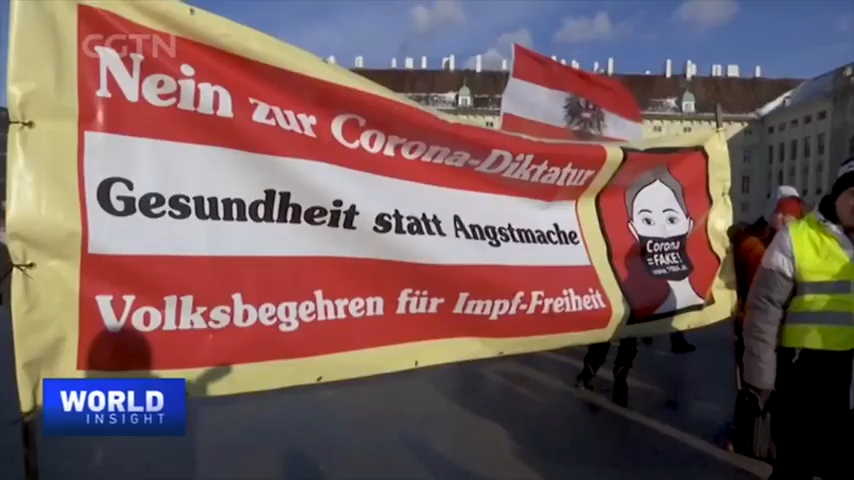 CGTN
Nein zur Corona-Diktatur
Gesundheit statt Angstmache
Volksbegehren für Impf-Freiheit
Corona
=FAKE!
WORLD
INSIGHT